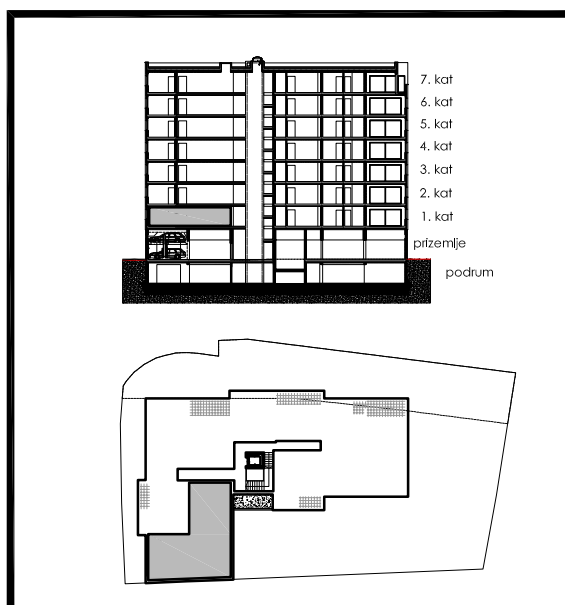 7. kat
6. kat
5. kat
4. kat
3. kat
2. kat
1. kat
prizemlje
podrum